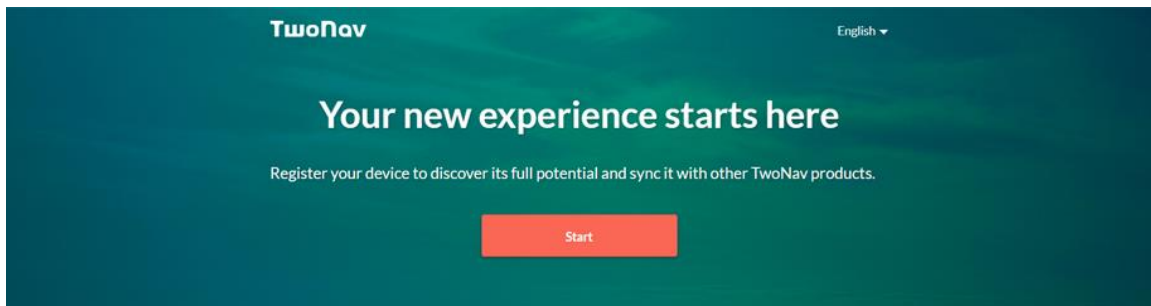 TwoNav
English
Your new experience starts here
Register your device to discover its full potential and sync it with other TwoNav products.
Start